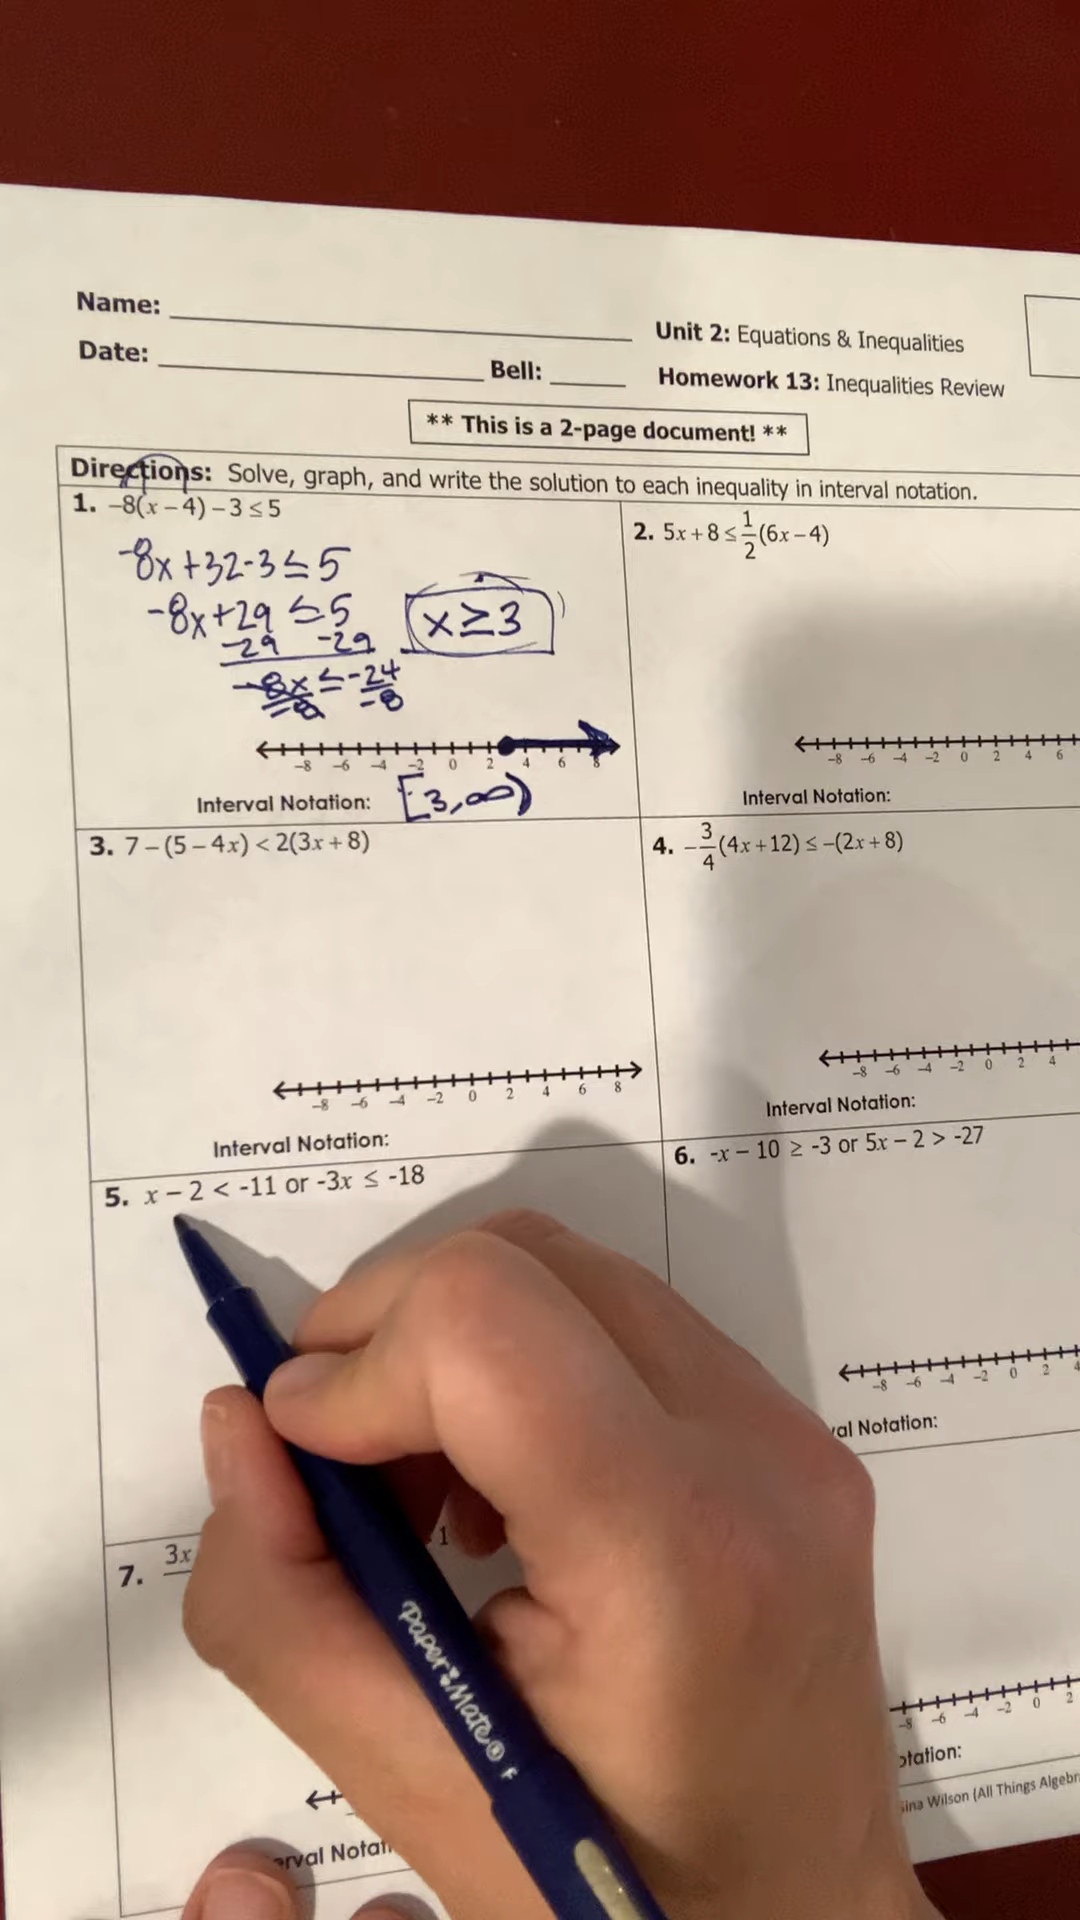 Name:
Date:
Bell:
Unit 2: Equations & Inequalities
Homework 13: Inequalities Review
** This is a 2-page document! **
Directions: Solve, graph, and write the solution to each inequality in interval notation.
1. –8(x – 4) – 3 ≤ 5
-8x + 32 - 3 ≤ 5
-8x + 29 ≤ 5
-29 -29
-8x ≤ -24
-8 -8
x ≥ 3
–8 –6 –4 –2 0 2 4 6 8
Interval Notation: [3, ∞)
2. 5x + 8 ≤ 1/2(6x – 4)
–8 –6 –4 –2 0 2 4 6
Interval Notation:
3. 7 – (5 – 4x) < 2(3x + 8)
–8 –6 –4 –2 0 2 4 6 8
Interval Notation:
4. –3/4(4x + 12) ≤ –(2x + 8)
–8 –6 –4 –2 0 2 4
Interval Notation:
5. x – 2 < -11 or -3x ≤ -18
6. -x – 10 ≥ -3 or 5x – 2 > -27
–8 –6 –4 –2 0 2 4
Notation:
7. 3x
1
Paper Mate® F
–8 –6 –4 –2 0 2
Wilson (All Things